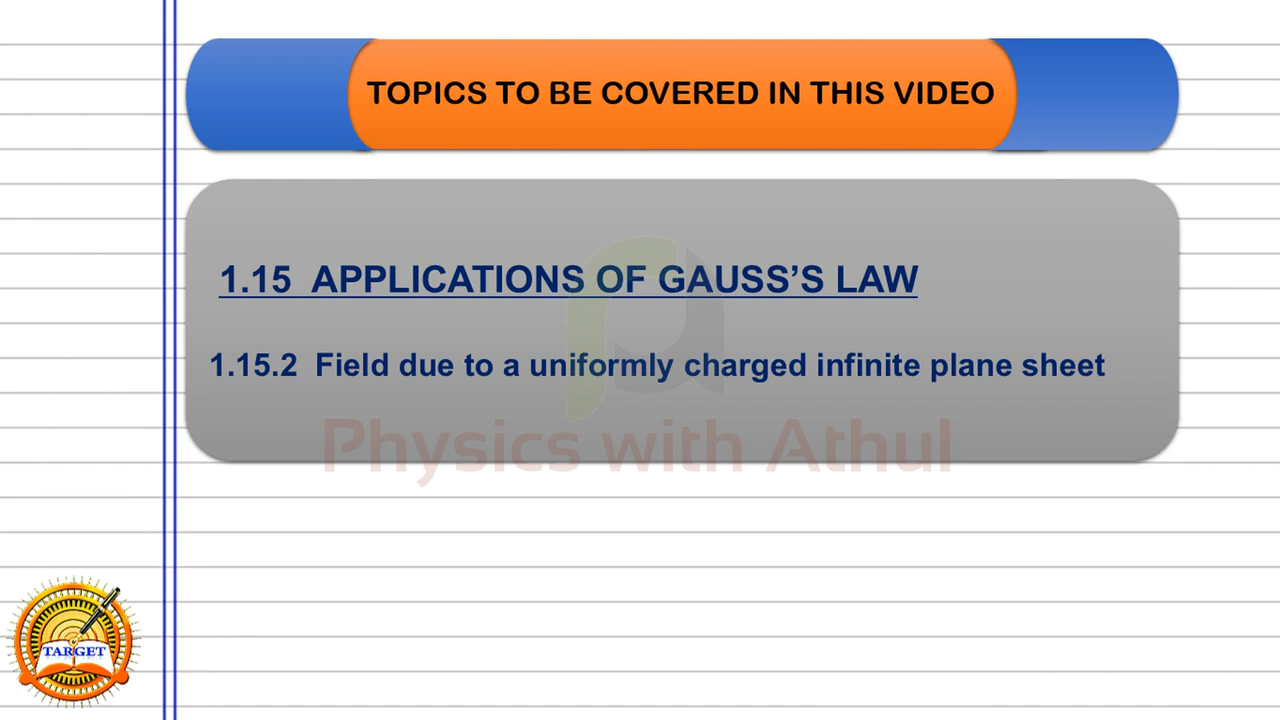 TOPICS TO BE COVERED IN THIS VIDEO
1.15 APPLICATIONS OF GAUSS’S LAW
1.15.2 Field due to a uniformly charged infinite plane sheet
Physics with Athul
TARGET